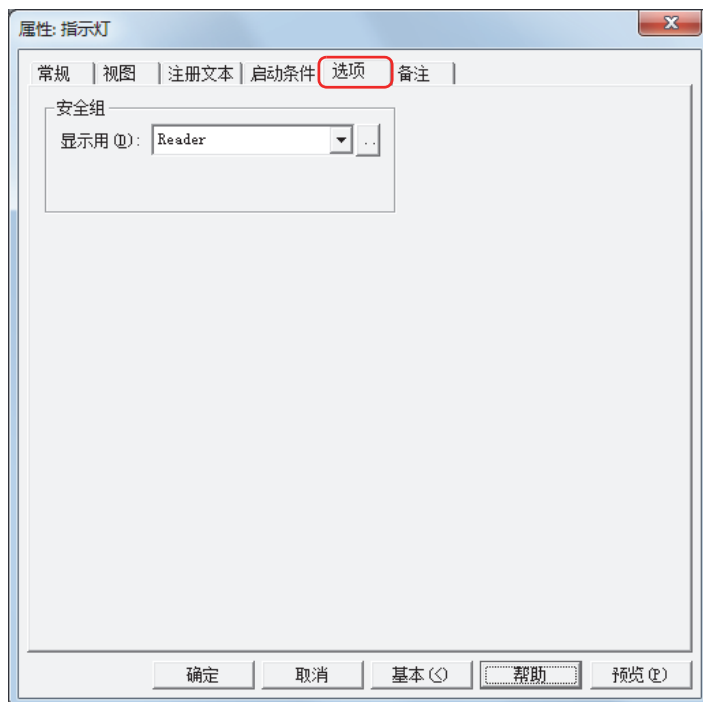 属性: 指示灯
常规 视图 注册文本 启动条件 选项 备注
安全组
显示用(D): Reader ..
确定 取消 基本(<) 帮助 预览(P)